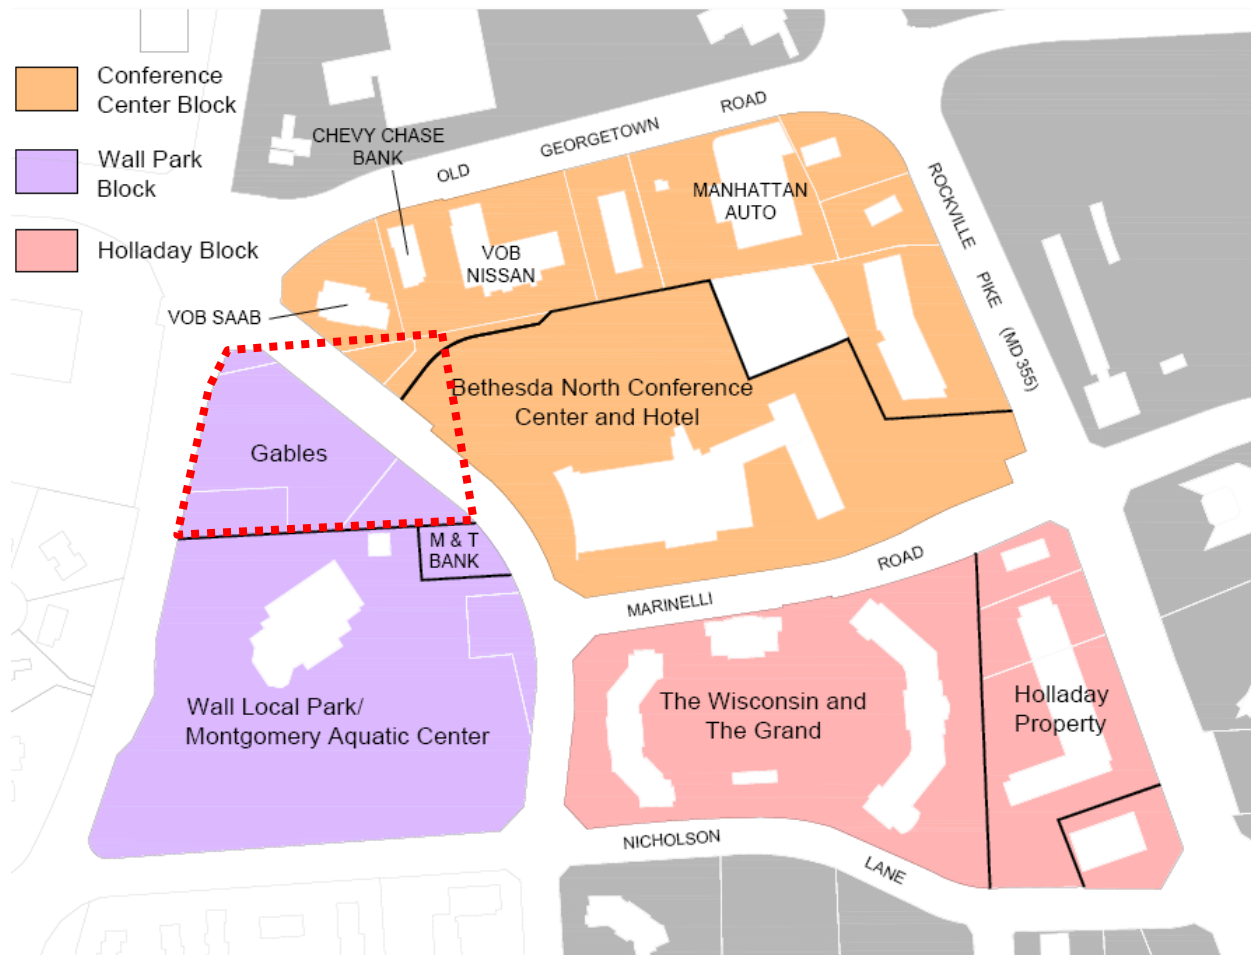 Conference
Center Block
Wall Park
Block
Holladay Block
CHEVY CHASE
BANK
OLD GEORGETOWN ROAD
MANHATTAN
AUTO
VOB
NISSAN
VOB SAAB
ROCKVILLE PIKE (MD 355)
Bethesda North Conference
Center and Hotel
Gables
M & T
BANK
MARINELLI ROAD
Wall Local Park/
Montgomery Aquatic Center
The Wisconsin and
The Grand
Holladay
Property
NICHOLSON LANE